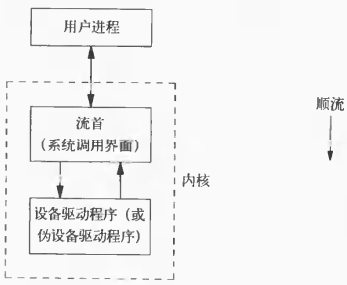 用户进程
流首
(系统调用界面)
顺流
内核
设备驱动程序(或
伪设备驱动程序)